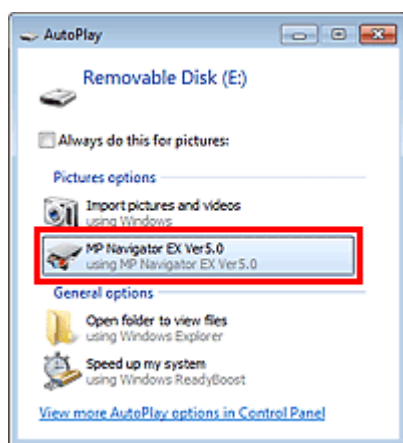 AutoPlay
Removable Disk (E:)
Always do this for pictures:
Pictures options
Import pictures and videos
using Windows
MP Navigator EX Ver5.0
using MP Navigator EX Ver5.0
General options
Open folder to view files
using Windows Explorer
Speed up my system
using Windows ReadyBoost
View more AutoPlay options in Control Panel